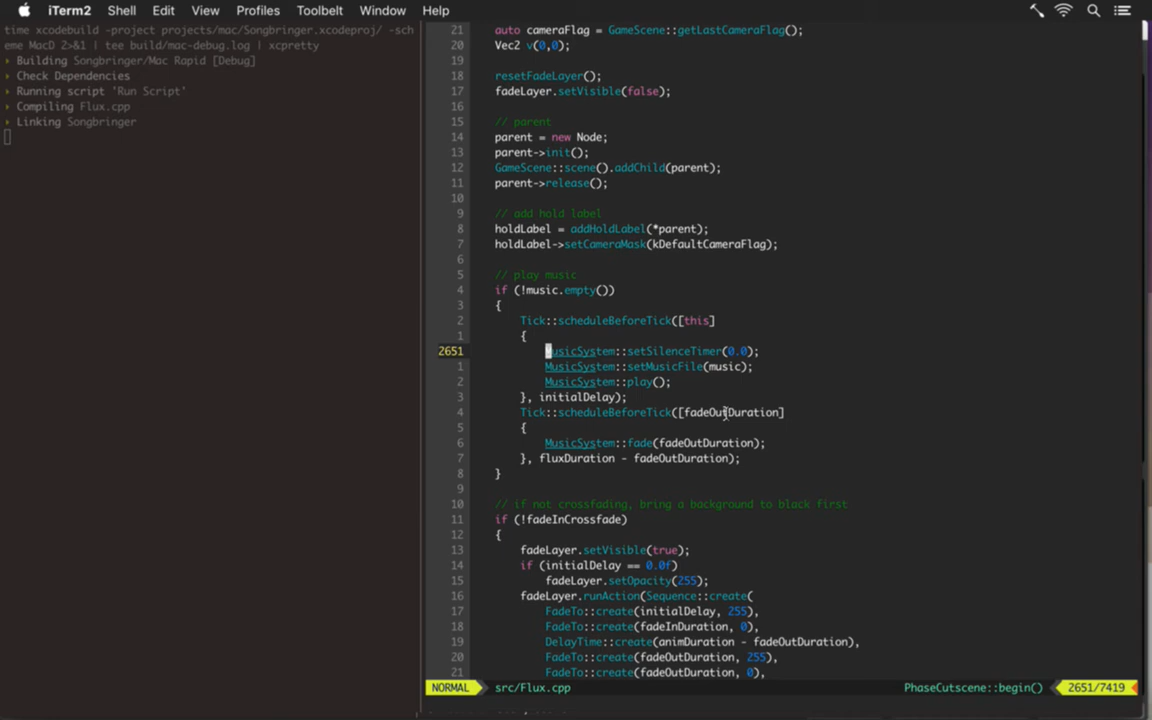 iTerm2 Shell Edit View Profiles Toolbelt Window Help
time xcodebuild -project projects/mac/Songbringer.xcodeproj/ -sch
eme MacD 2>&1 | tee build/mac-debug.log | xcpretty
Building Songbringer/Mac Rapid [Debug]
Check Dependencies
Running script 'Run Script'
Compiling Flux.cpp
Linking Songbringer
21 auto cameraFlag = GameScene::getLastCameraFlag();
20 Vec2 v(0,0);
19
18 resetFadeLayer();
17 fadeLayer.setVisible(false);
16
15 // parent
14 parent = new Node;
13 parent->init();
12 GameScene::scene().addChild(parent);
11 parent->release();
10
9 // add hold label
8 holdLabel = addHoldLabel(*parent);
7 holdLabel->setCameraMask(kDefaultCameraFlag);
6
5 // play music
4 if (!music.empty())
3 {
2 Tick::scheduleBeforeTick([this]
1 {
2651 MusicSystem::setSilenceTimer(0.0);
1 MusicSystem::setMusicFile(music);
2 MusicSystem::play();
3 }, initialDelay);
4 Tick::scheduleBeforeTick([fadeOutDuration]
5 {
6 MusicSystem::fade(fadeOutDuration);
7 }, fluxDuration - fadeOutDuration);
8 }
9
10 // if not crossfading, bring a background to black first
11 if (!fadeInCrossfade)
12 {
13 fadeLayer.setVisible(true);
14 if (initialDelay == 0.0f)
15 fadeLayer.setOpacity(255);
16 fadeLayer.runAction(Sequence::create(
17 FadeTo::create(initialDelay, 255),
18 FadeTo::create(fadeInDuration, 0),
19 DelayTime::create(animDuration - fadeOutDuration),
20 FadeTo::create(fadeOutDuration, 255),
21 FadeTo::create(fadeOutDuration, 0),
NORMAL src/Flux.cpp PhaseCutscene::begin() 2651/7419